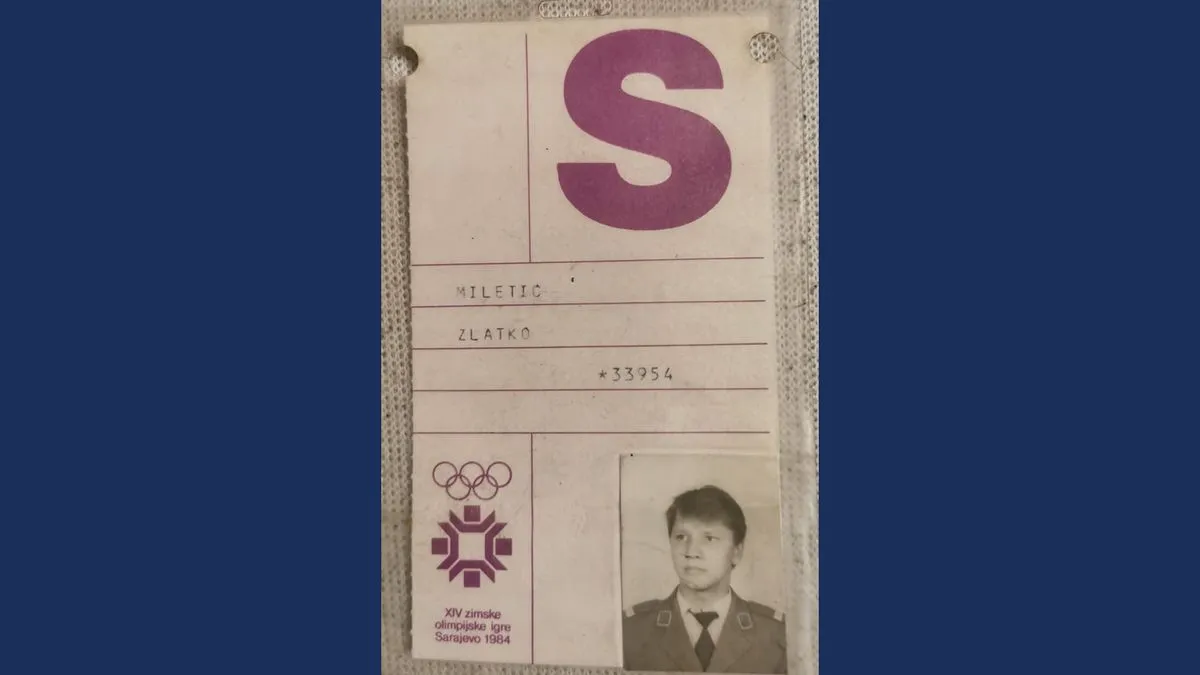 S
MILETIC
ZLATKO
*33954
XIV zimske
olimpijske igre
Sarajevo 1984